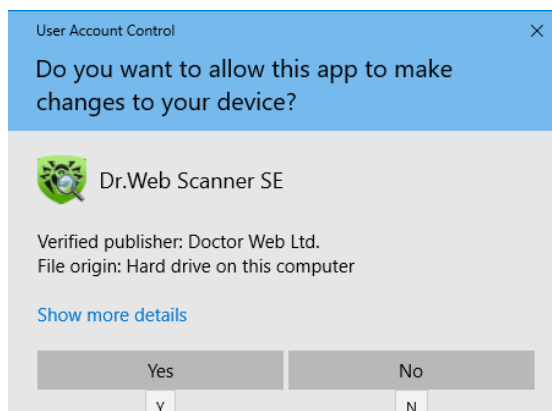 User Account Control
Do you want to allow this app to make
changes to your device?
Dr.Web Scanner SE
Verified publisher: Doctor Web Ltd.
File origin: Hard drive on this computer
Show more details
Yes No
Y N